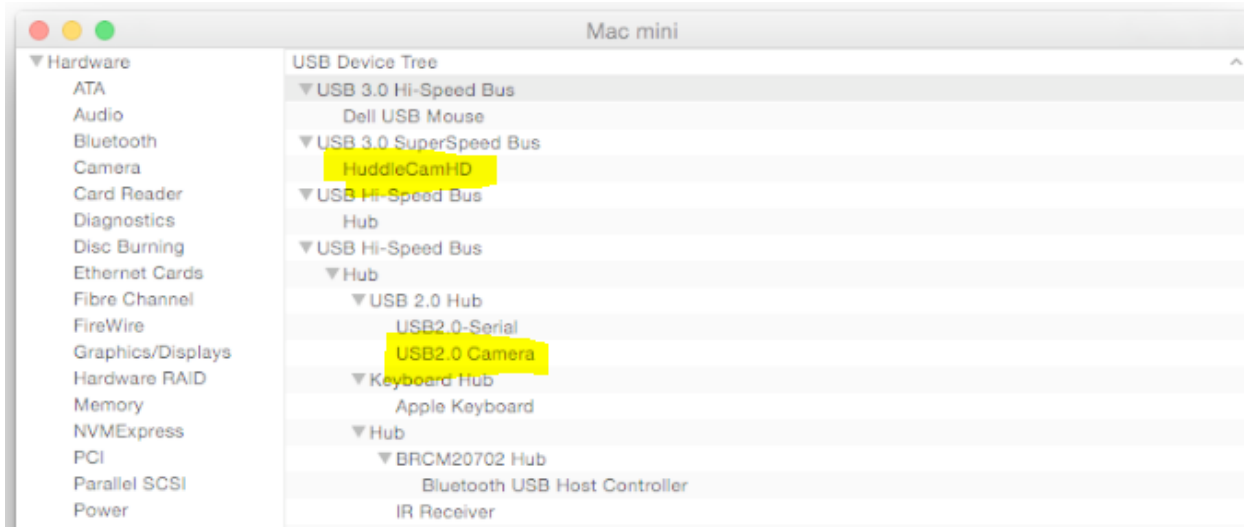 Mac mini
Hardware
ATA
Audio
Bluetooth
Camera
Card Reader
Diagnostics
Disc Burning
Ethernet Cards
Fibre Channel
FireWire
Graphics/Displays
Hardware RAID
Memory
NVMExpress
PCI
Parallel SCSI
Power
USB Device Tree
USB 3.0 Hi-Speed Bus
Dell USB Mouse
USB 3.0 SuperSpeed Bus
HuddleCamHD
USB Hi-Speed Bus
Hub
USB Hi-Speed Bus
Hub
USB 2.0 Hub
USB2.0-Serial
USB2.0 Camera
Keyboard Hub
Apple Keyboard
Hub
BRCM20702 Hub
Bluetooth USB Host Controller
IR Receiver